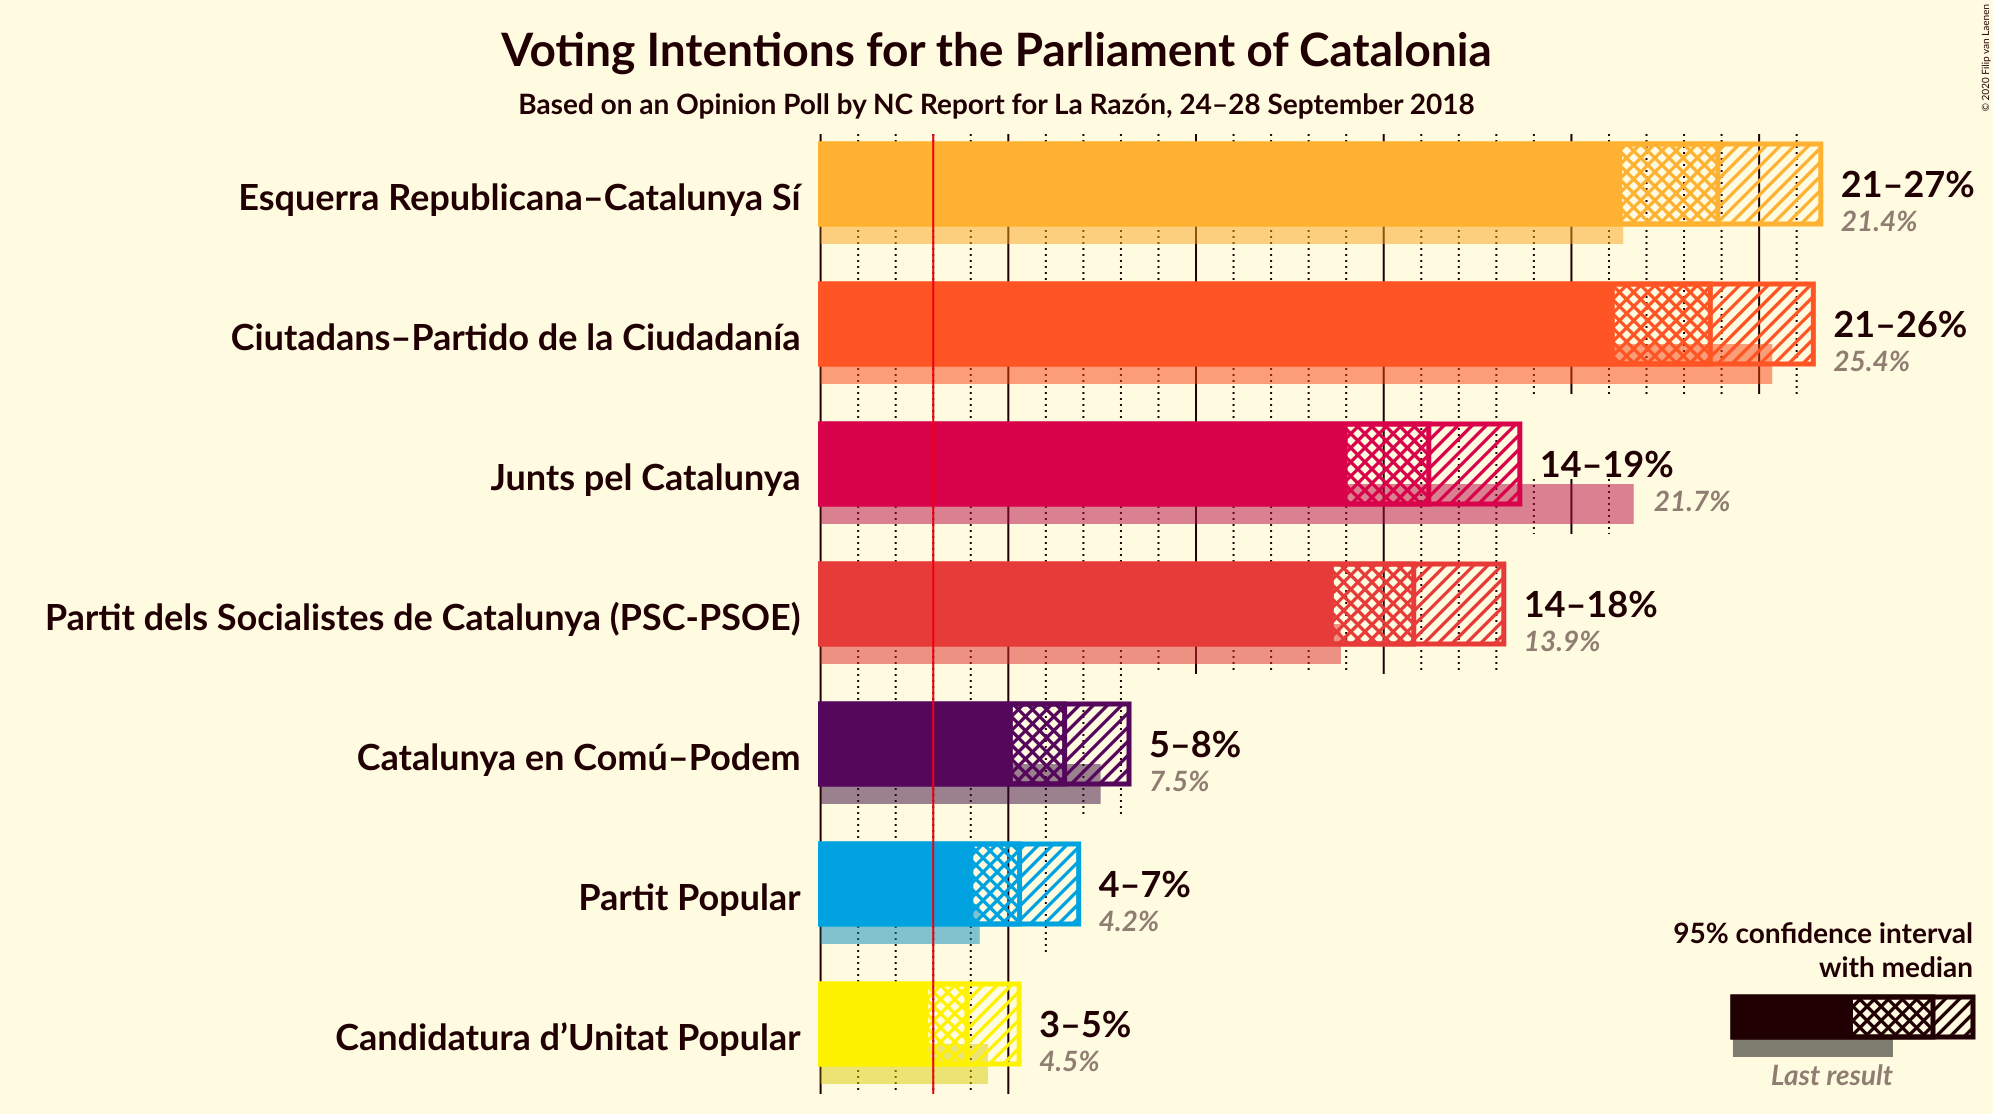 Voting Intentions for the Parliament of Catalonia
Based on an Opinion Poll by NC Report for La Razón, 24–28 September 2018
© 2020 Filip van Laenen
Esquerra Republicana–Catalunya Sí
21–27%
21.4%
Ciutadans–Partido de la Ciudadanía
21–26%
25.4%
Junts pel Catalunya
14–19%
21.7%
Partit dels Socialistes de Catalunya (PSC-PSOE)
14–18%
13.9%
Catalunya en Comú–Podem
5–8%
7.5%
Partit Popular
4–7%
4.2%
Candidatura d’Unitat Popular
3–5%
4.5%
95% confidence interval
with median
Last result